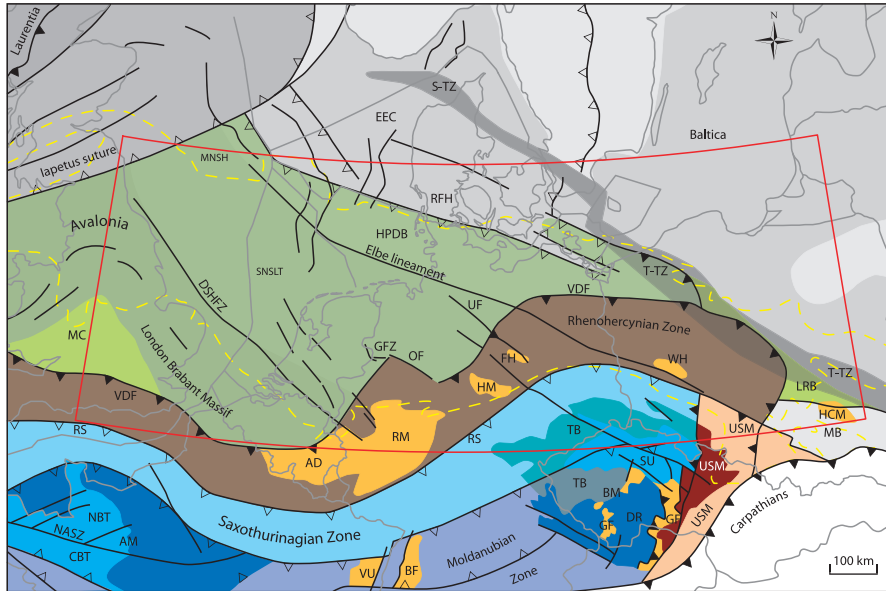 Laurentia
N
S-TZ
EEC
Baltica
MNSH
Iapetus suture
RFH
Avalonia
HPDB
Elbe lineament
SNSLT
T-TZ
DSHFZ
VDF
UF
Rhenohercynian Zone
MC
London Brabant Massif
GFZ
OF
FH
WH
T-TZ
HM
LRB
VDF
HCM
RS
RM
RS
TB
USM
MB
AD
SU
USM
TB
BM
NBT
Saxothurinagian Zone
Carpathians
NASZ
AM
GF
DR
GF
USM
CBT
Moldanubian
Zone
VU
BF
100 km